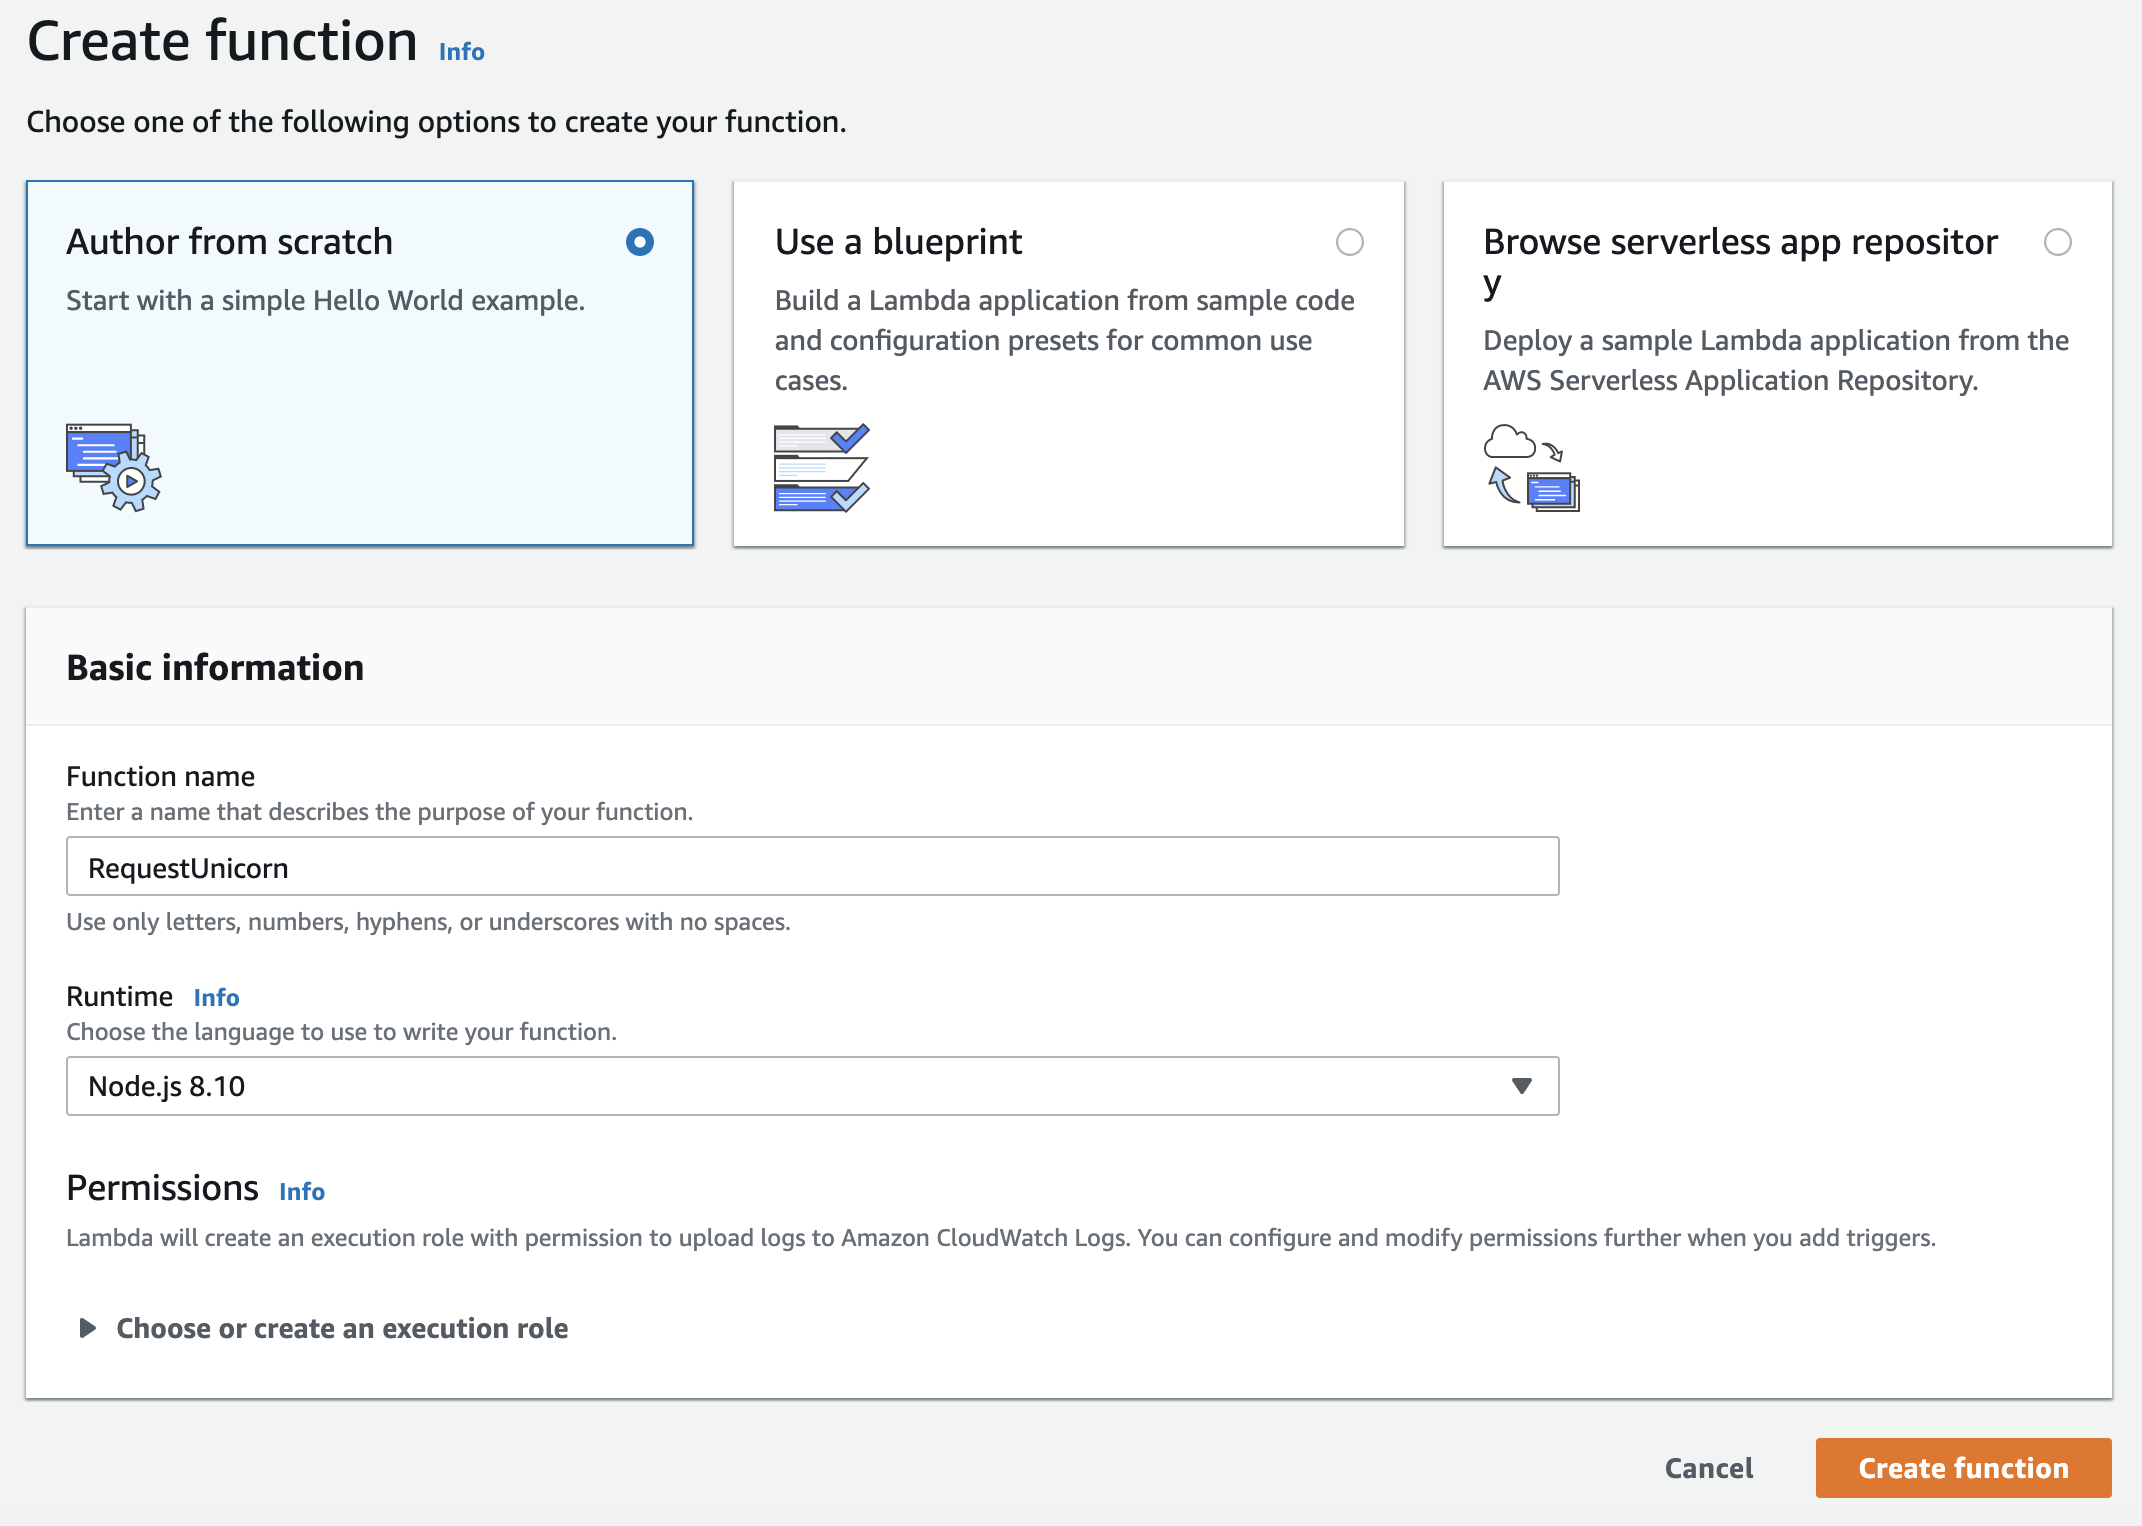 Create function Info
Choose one of the following options to create your function.
Author from scratch
Start with a simple Hello World example.
Use a blueprint
Build a Lambda application from sample code
and configuration presets for common use
cases.
Browse serverless app repositor
y
Deploy a sample Lambda application from the
AWS Serverless Application Repository.
Basic information
Function name
Enter a name that describes the purpose of your function.
RequestUnicorn
Use only letters, numbers, hyphens, or underscores with no spaces.
Runtime Info
Choose the language to use to write your function.
Node.js 8.10
Permissions Info
Lambda will create an execution role with permission to upload logs to Amazon CloudWatch Logs. You can configure and modify permissions further when you add triggers.
Choose or create an execution role
Cancel
Create function